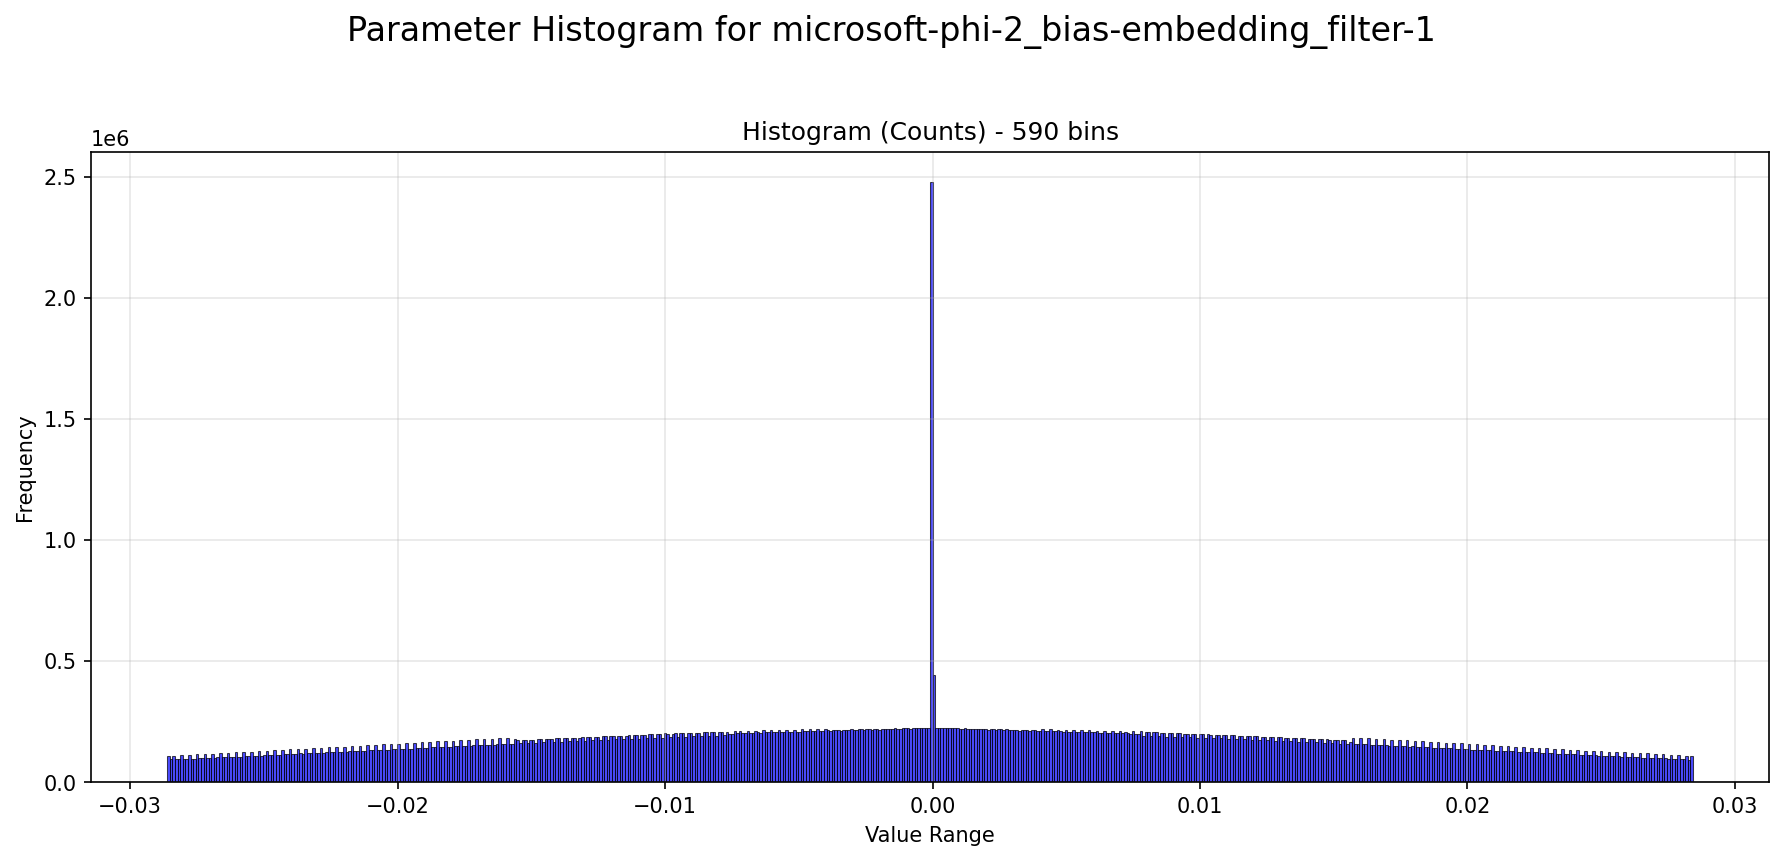 Parameter Histogram for microsoft-phi-2_bias-embedding_filter-1
Histogram (Counts) - 590 bins
1e6
2.5
2.0
1.5
1.0
0.5
0.0
Frequency
−0.03 −0.02 −0.01 0.00 0.01 0.02 0.03
Value Range